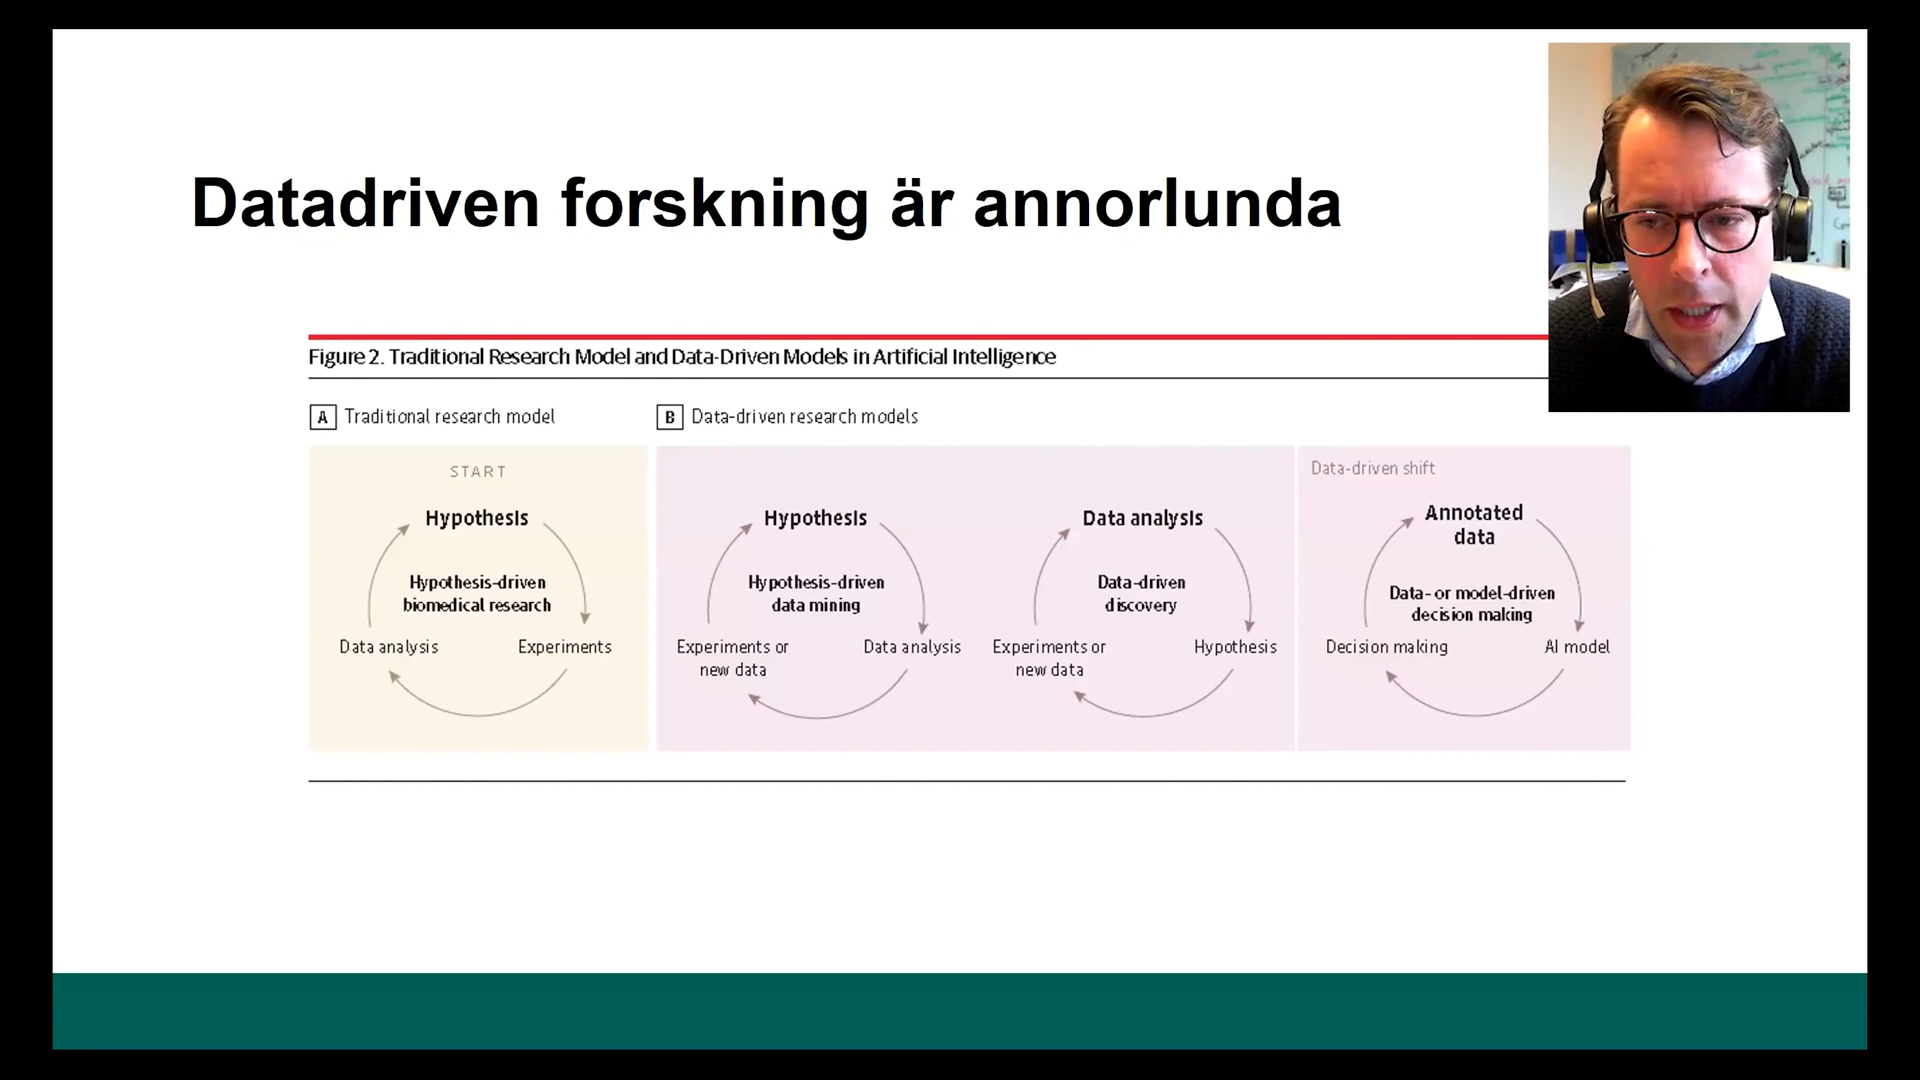 Datadriven forskning är annorlunda
Figure 2. Traditional Research Model and Data-Driven Models in Artificial Intelligence
A Traditional research model
START
Hypothesis
Hypothesis-driven
biomedical research
Data analysis
Experiments
B Data-driven research models
Hypothesis
Hypothesis-driven
data mining
Experiments or
new data
Data analysis
Data analysis
Data-driven
discovery
Experiments or
new data
Hypothesis
Data-driven shift
Annotated
data
Data- or model-driven
decision making
Decision making
AI model